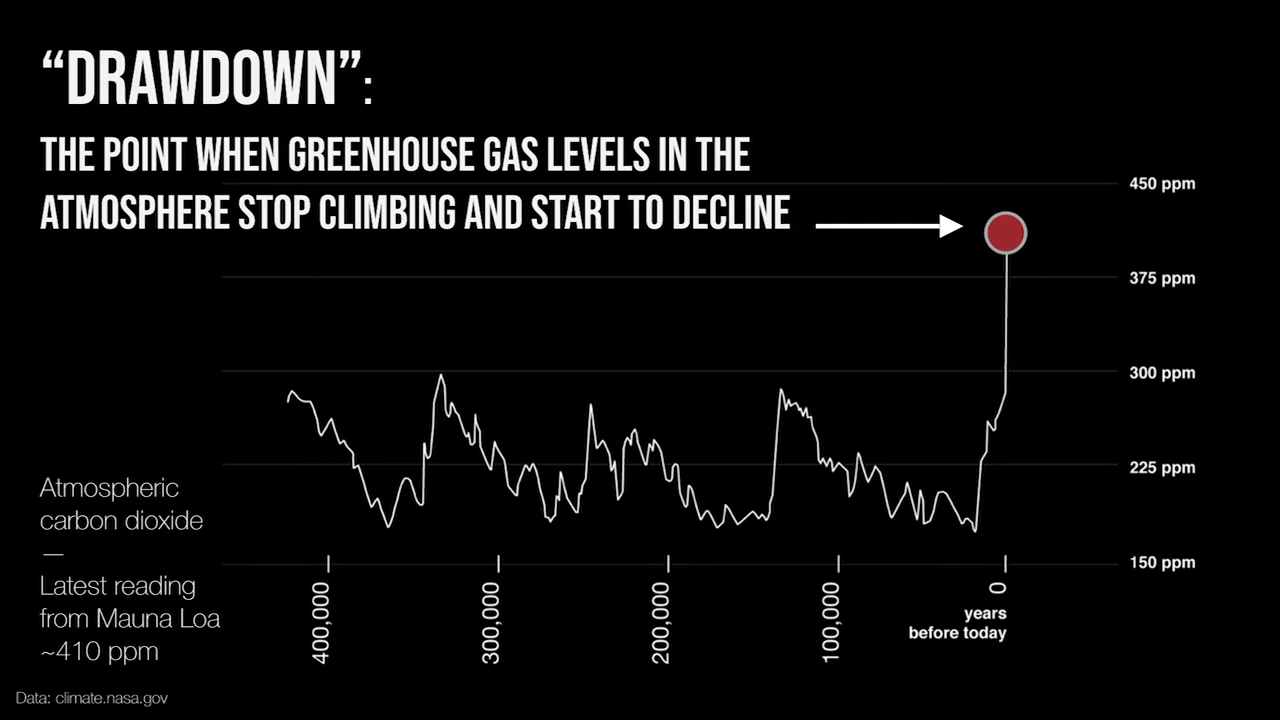 “DRAWDOWN”:
THE POINT WHEN GREENHOUSE GAS LEVELS IN THE
ATMOSPHERE STOP CLIMBING AND START TO DECLINE
450 ppm
375 ppm
300 ppm
225 ppm
150 ppm
Atmospheric
carbon dioxide
—
Latest reading
from Mauna Loa
~410 ppm
400,000
300,000
200,000
100,000
0
years
before today
Data: climate.nasa.gov